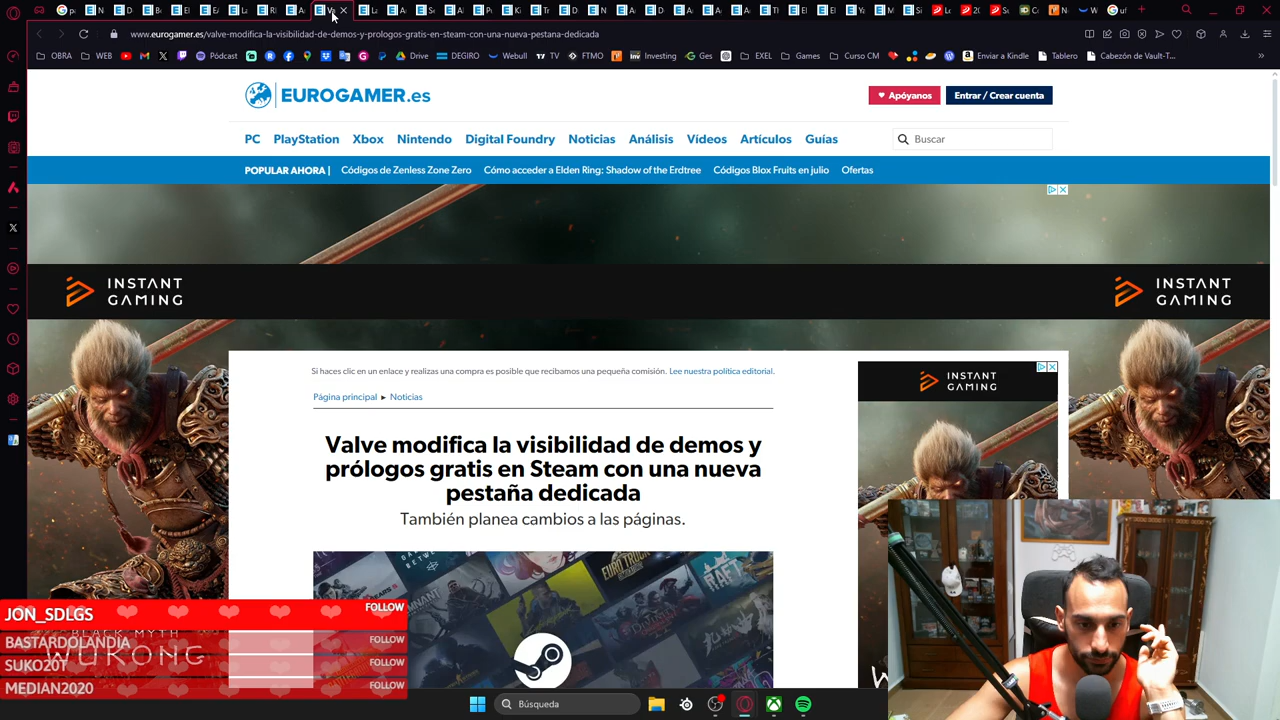 www.eurogamer.es/valve-modifica-la-visibilidad-de-demos-y-prologos-gratis-en-steam-con-una-nueva-pestana-dedicada
OBRA
WEB
Pódcast
Drive
DEGIRO
Webull
TV
FTMO
Investing
Ges
EXEL
Games
Curso CM
Enviar a Kindle
Tablero
Cabezón de Vault-T...
EUROGAMER.es
Apóyanos
Entrar / Crear cuenta
PC PlayStation Xbox Nintendo Digital Foundry Noticias Análisis Vídeos Artículos Guías
Buscar
POPULAR AHORA | Códigos de Zenless Zone Zero Cómo acceder a Elden Ring: Shadow of the Erdtree Códigos Blox Fruits en julio Ofertas
INSTANT GAMING
INSTANT GAMING
Si haces clic en un enlace y realizas una compra es posible que recibamos una pequeña comisión. Lee nuestra política editorial.
INSTANT GAMING
Página principal ► Noticias
Valve modifica la visibilidad de demos y
prólogos gratis en Steam con una nueva
pestaña dedicada
También planea cambios a las páginas.
RAFT
JON_SDLGS FOLLOW
BLACK MYTH
WUKONG
BASTARDOLANDIA FOLLOW
SUKO20T FOLLOW
MEDIAN2020 FOLLOW
Búsqueda